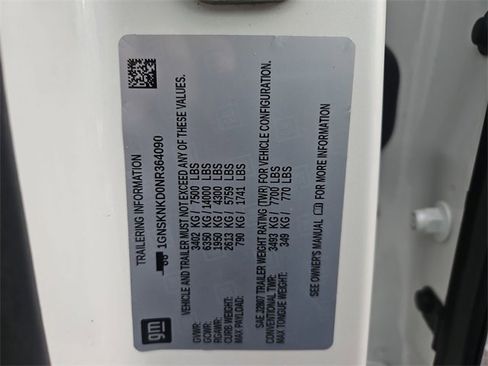 TRAILERING INFORMATION
1GNSKNKD0NR364090
VEHICLE AND TRAILER MUST NOT EXCEED ANY OF THESE VALUES.
GVWR: 3402 KG / 7500 LBS
GCWR: 6350 KG / 14000 LBS
RGAWR: 1950 KG / 4300 LBS
CURB WEIGHT: 2613 KG / 5759 LBS
MAX PAYLOAD: 790 KG / 1741 LBS
SAE J2807 TRAILER WEIGHT RATING (TWR) FOR VEHICLE CONFIGURATION.
CONVENTIONAL TWR: 3493 KG / 7700 LBS
MAX TONGUE WEIGHT: 349 KG / 770 LBS
SEE OWNER'S MANUAL FOR MORE INFORMATION
gm